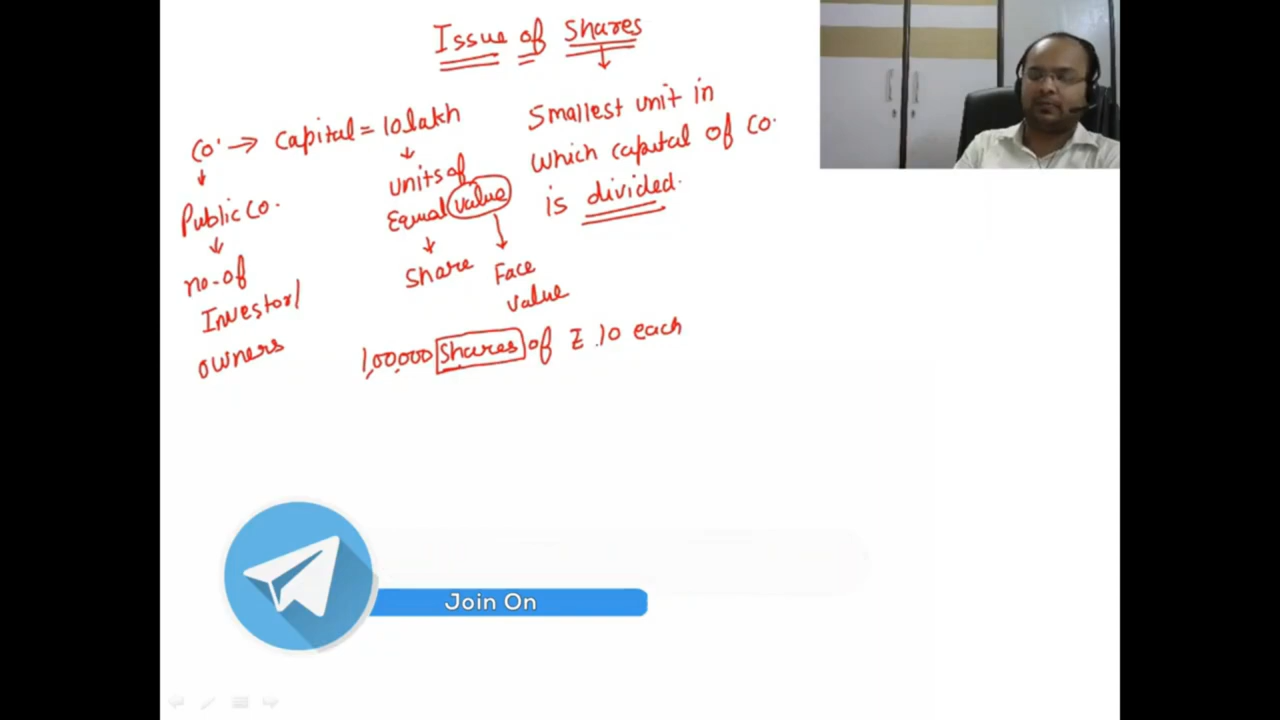 Issue of Shares
Co. → Capital = 10 lakh
Public Co.
no. of
Investor/
owners
units of
Equal value
Share
Face
value
Smallest unit in
which capital of Co.
is divided.
1,00,000 Shares of ₹.10 each
Join On